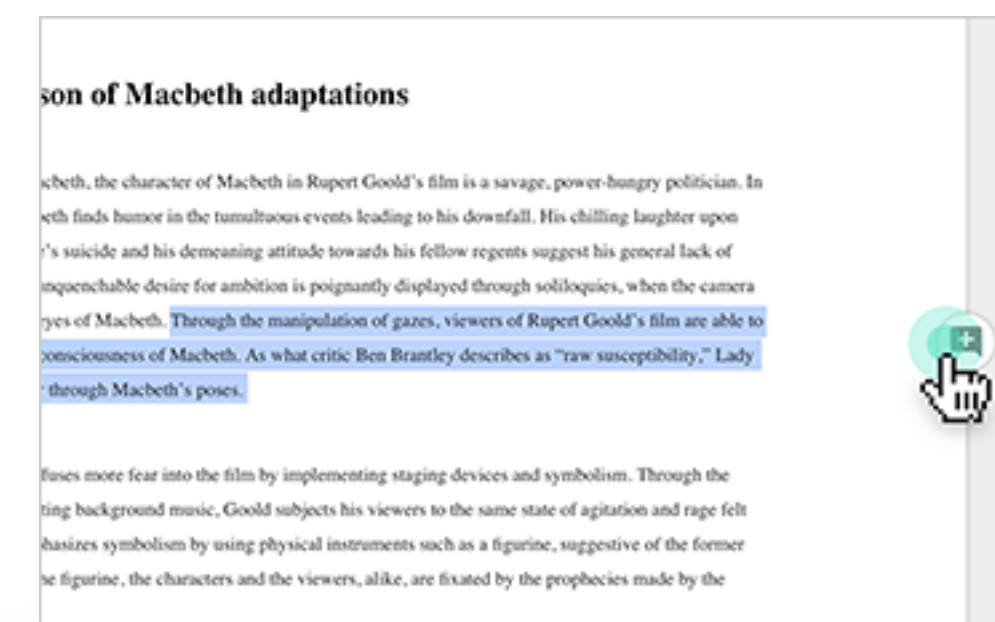 son of Macbeth adaptations
acbeth, the character of Macbeth in Rupert Goold's film is a savage, power-hungry politician. In
beth finds humor in the tumultuous events leading to his downfall. His chilling laughter upon
's suicide and his demeaning attitude towards his fellow regents suggest his general lack of
nquenchable desire for ambition is poignantly displayed through soliloquies, when the camera
eyes of Macbeth. Through the manipulation of gazes, viewers of Rupert Goold's film are able to
consciousness of Macbeth. As what critic Ben Brantley describes as “raw susceptibility,” Lady
through Macbeth's poses.
fuses more fear into the film by implementing staging devices and symbolism. Through the
ting background music, Goold subjects his viewers to the same state of agitation and rage felt
hasizes symbolism by using physical instruments such as a figurine, suggestive of the former
he figurine, the characters and the viewers, alike, are fixated by the prophecies made by the